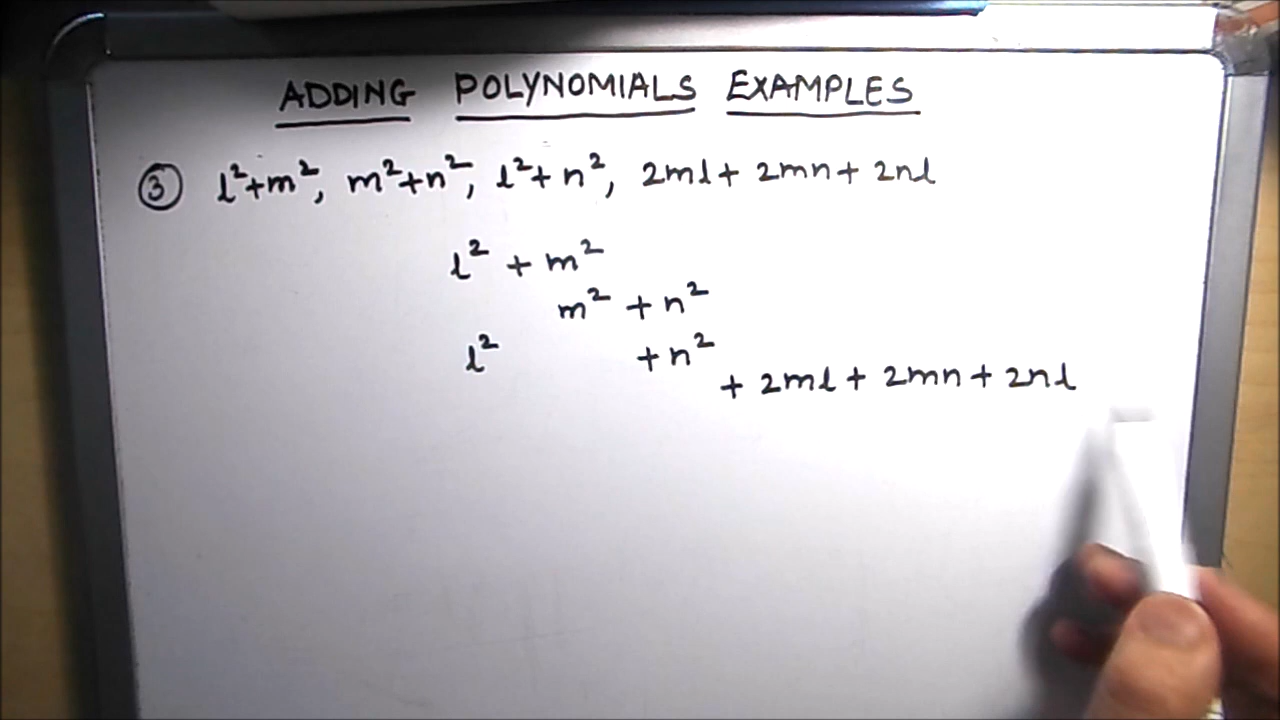 ADDING POLYNOMIALS EXAMPLES
③ l²+m², m²+n², l²+n², 2ml+2mn+2nl
l² + m²
m² + n²
l² + n²
+ 2ml + 2mn + 2nl